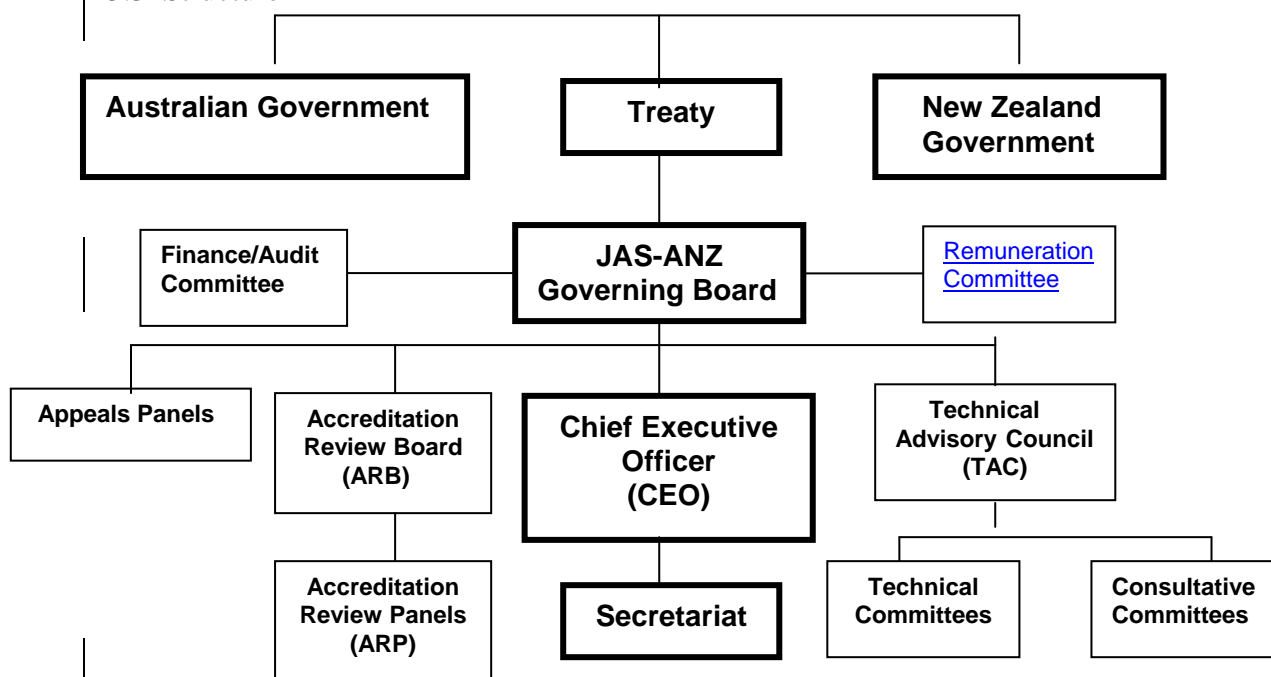 Australian Government
Treaty
New Zealand
Government
Finance/Audit
Committee
JAS-ANZ
Governing Board
Remuneration
Committee
Appeals Panels
Accreditation
Review Board
(ARB)
Chief Executive
Officer
(CEO)
Technical
Advisory Council
(TAC)
Accreditation
Review Panels
(ARP)
Secretariat
Technical
Committees
Consultative
Committees